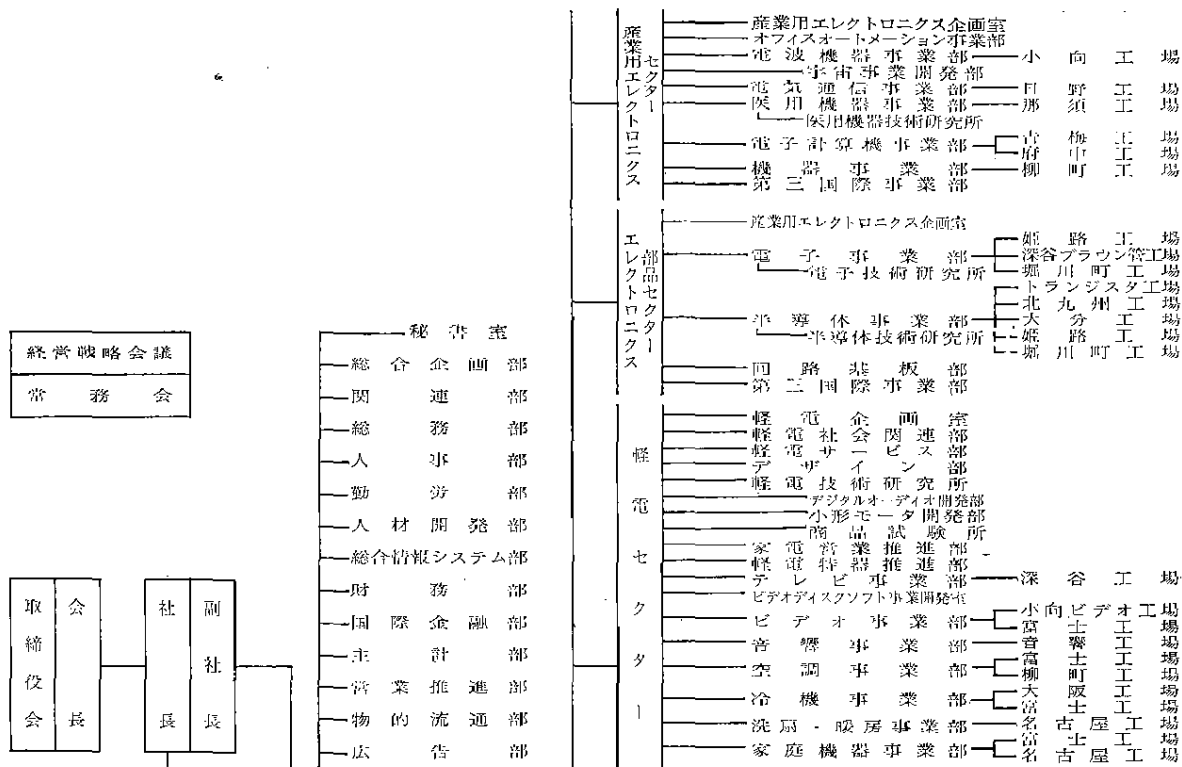 経営戦略会議
常務会
取締役会
会長
社長
副社長
秘書室
総合企画部
関連部
総務部
人事部
勤労部
人材開発部
総合情報システム部
財務部
国際金融部
主計部
営業推進部
物的流通部
広告部
産業用エレクトロニクスセクター
産業用エレクトロニクス企画室
オフィスオートメーション事業部
電波機器事業部 小向工場
宇宙事業開発部
電気通信事業部 日野工場
医用機器事業部 那須工場
医用機器技術研究所
電子計算機事業部 青梅工場
府中工場
機器事業部 柳町工場
第三国際事業部
エレクトロニクス部品セクター
産業用エレクトロニクス企画室
電子事業部 姫路工場
深谷ブラウン管工場
堀川町工場
電子技術研究所
半導体事業部 トランジスタ工場
北九州工場
大分工場
姫路工場
堀川町工場
半導体技術研究所
回路基板部
第三国際事業部
軽電セクター
軽電企画室
軽電社会関連部
軽電サービス部
デザイン部
軽電技術研究所
デジタルオーディオ開発部
小形モータ開発部
商品試験所
家電営業推進部
軽電特器推進部
テレビ事業部 深谷工場
ビデオディスクソフト事業開発室
ビデオ事業部 小向ビデオ工場
富士工場
音響事業部 音響工場
空調事業部 富士工場
柳町工場
冷機事業部 大阪工場
富士工場
洗扇・暖房事業部 名古屋工場
家庭機器事業部 富士工場
名古屋工場